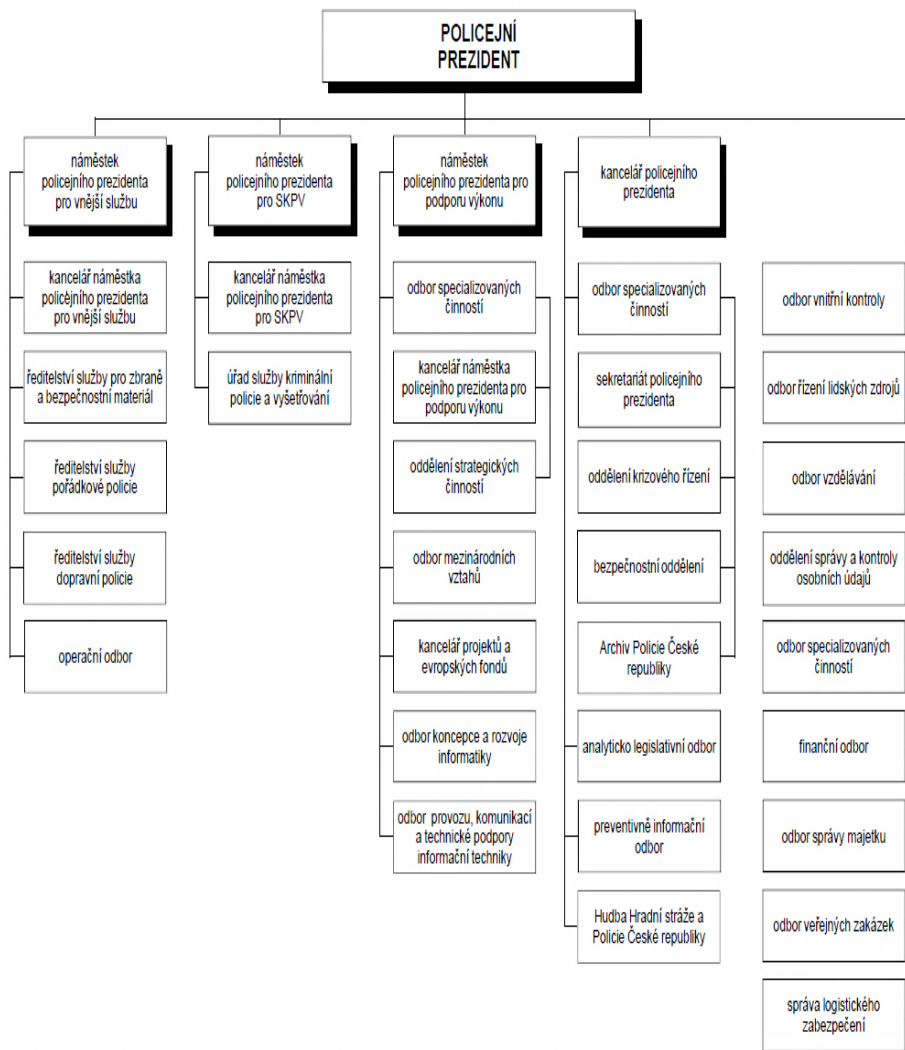 POLICEJNÍ
PREZIDENT
náměstek
policejního prezidenta
pro vnější službu
kancelář náměstka
policejního prezidenta
pro vnější službu
ředitelství služby pro zbraně
a bezpečnostní materiál
ředitelství služby
pořádkové policie
ředitelství služby
dopravní policie
operační odbor
náměstek
policejního prezidenta
pro SKPV
kancelář náměstka
policejního prezidenta
pro SKPV
úřad služby kriminální
policie a vyšetřování
náměstek
policejního prezidenta pro
podporu výkonu
odbor specializovaných
činností
kancelář náměstka
policejního prezidenta pro
podporu výkonu
oddělení strategických
činností
odbor mezinárodních
vztahů
kancelář projektů a
evropských fondů
odbor koncepce a rozvoje
informatiky
odbor provozu, komunikací
a technické podpory
informační techniky
kancelář policejního
prezidenta
odbor specializovaných
činností
sekretariát policejního
prezidenta
oddělení krizového řízení
bezpečnostní oddělení
Archiv Policie České
republiky
analyticko legislativní odbor
preventivně informační
odbor
Hudba Hradní stráže a
Policie České republiky
odbor vnitřní kontroly
odbor řízení lidských zdrojů
odbor vzdělávání
oddělení správy a kontroly
osobních údajů
odbor specializovaných
činností
finanční odbor
odbor správy majetku
odbor veřejných zakázek
správa logistického
zabezpečení